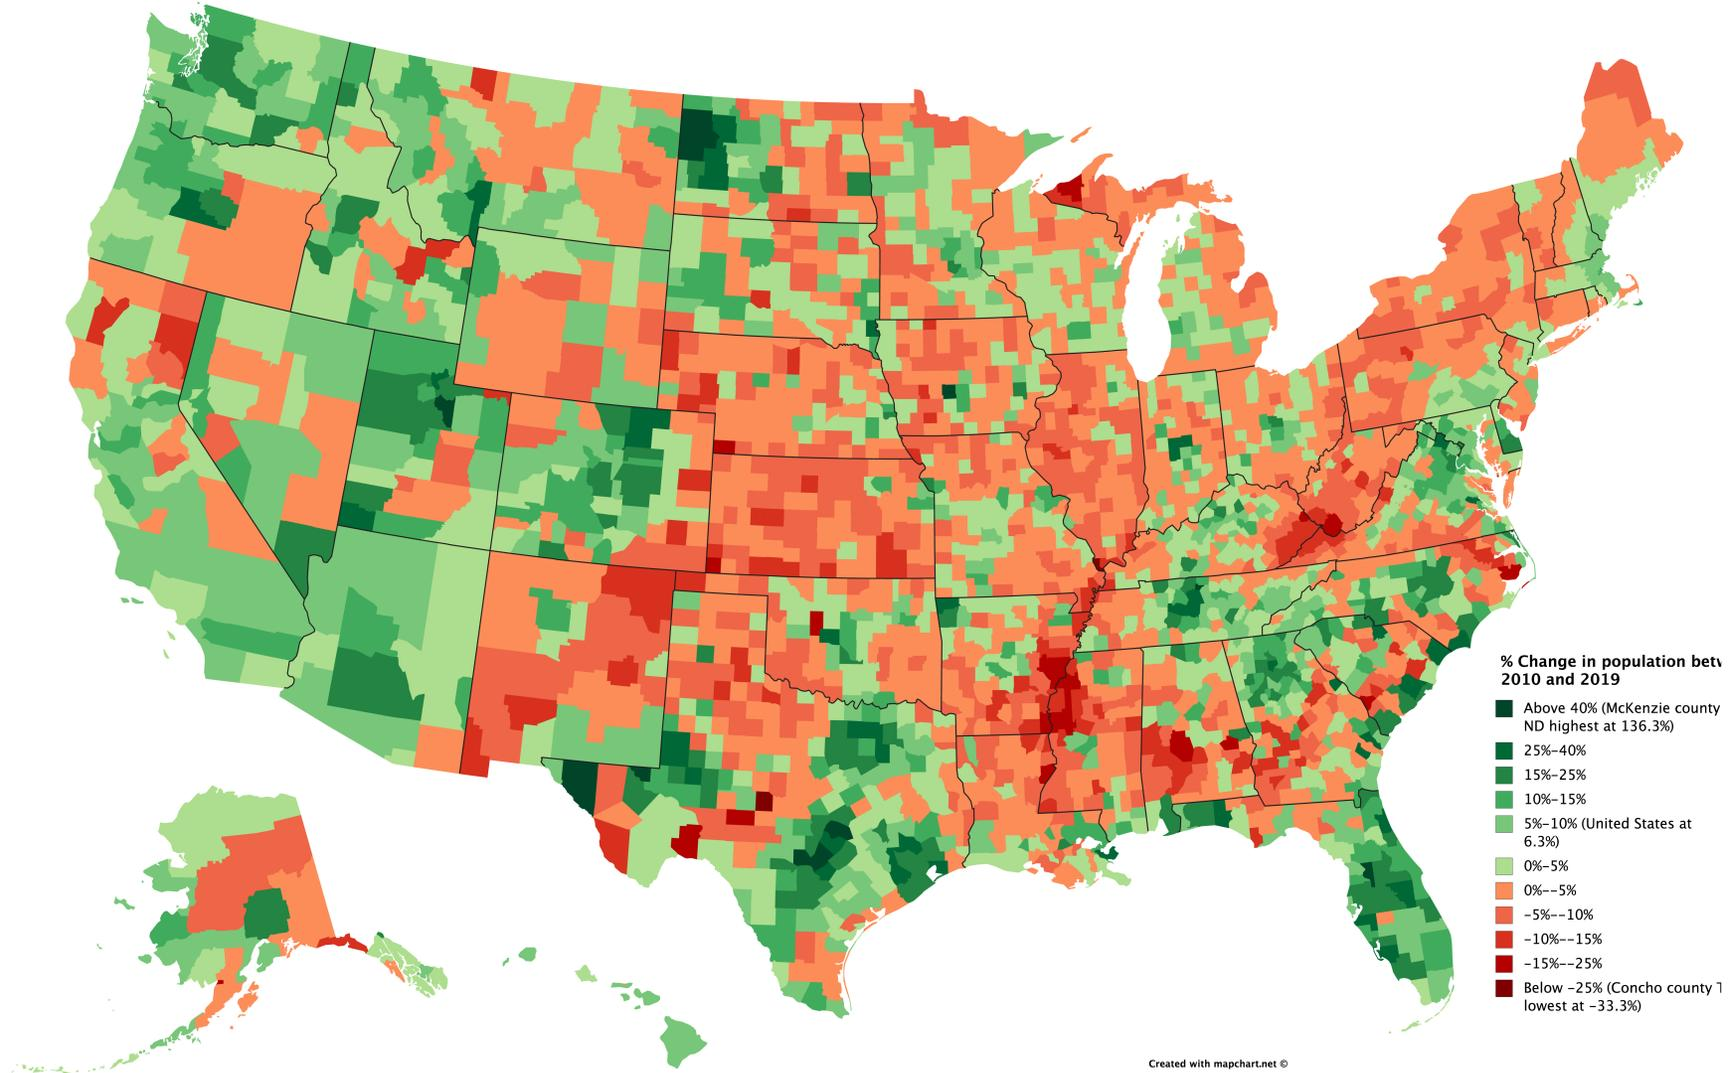 % Change in population betw
2010 and 2019
Above 40% (McKenzie county
ND highest at 136.3%)
25%-40%
15%-25%
10%-15%
5%-10% (United States at
6.3%)
0%-5%
0%--5%
-5%--10%
-10%--15%
-15%--25%
Below -25% (Concho county T
lowest at -33.3%)
Created with mapchart.net ©